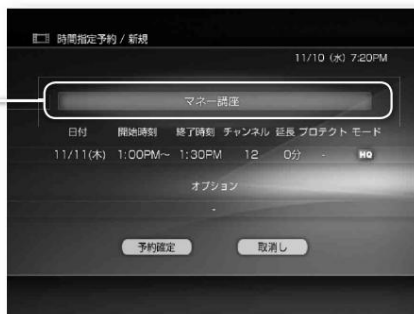 時間指定予約 / 新規
11/10 (水) 7:20PM
マネー講座
日付 開始時刻 終了時刻 チャンネル 延長 プロテクト モード
11/11(木) 1:00PM~ 1:30PM 12 0分 - HQ
オプション
-
予約確定 取消し